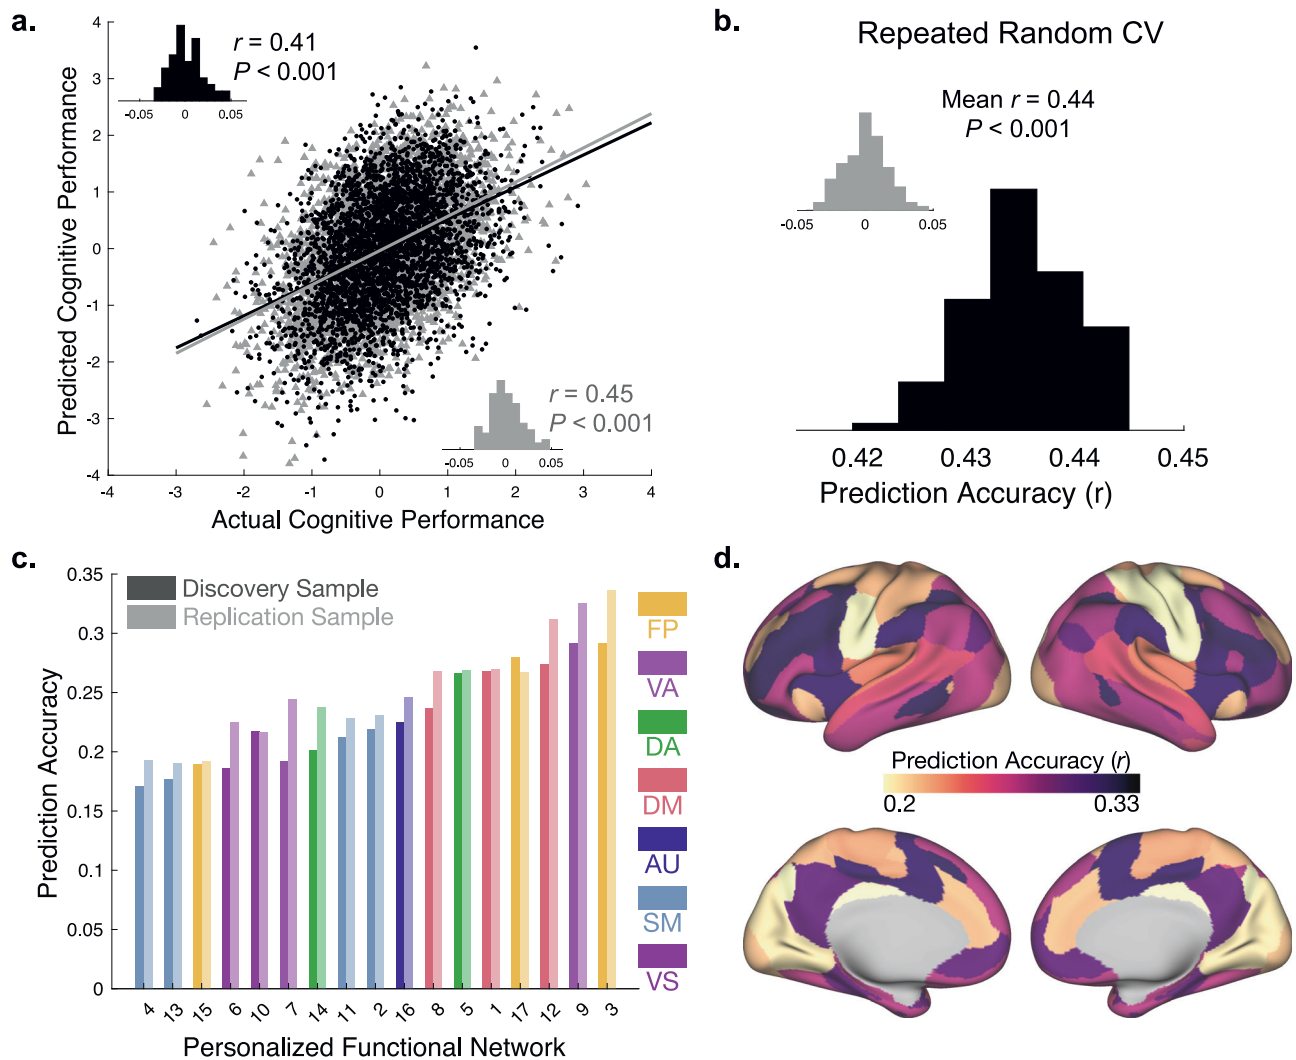 a.
r = 0.41
P < 0.001
-0.05 0 0.05
4
3
2
1
0
-1
-2
-3
-4
Predicted Cognitive Performance
r = 0.45
P < 0.001
-0.05 0 0.05
-4 -3 -2 -1 0 1 2 3 4
Actual Cognitive Performance
b.
Repeated Random CV
Mean r = 0.44
P < 0.001
-0.05 0 0.05
0.42 0.43 0.44 0.45
Prediction Accuracy (r)
c.
0.35
0.3
0.25
0.2
0.15
0.1
0.05
0
Prediction Accuracy
Discovery Sample
Replication Sample
FP
VA
DA
DM
AU
SM
VS
4 13 15 6 10 7 14 11 2 16 8 5 1 17 12 9 3
Personalized Functional Network
d.
Prediction Accuracy (r)
0.2 0.33